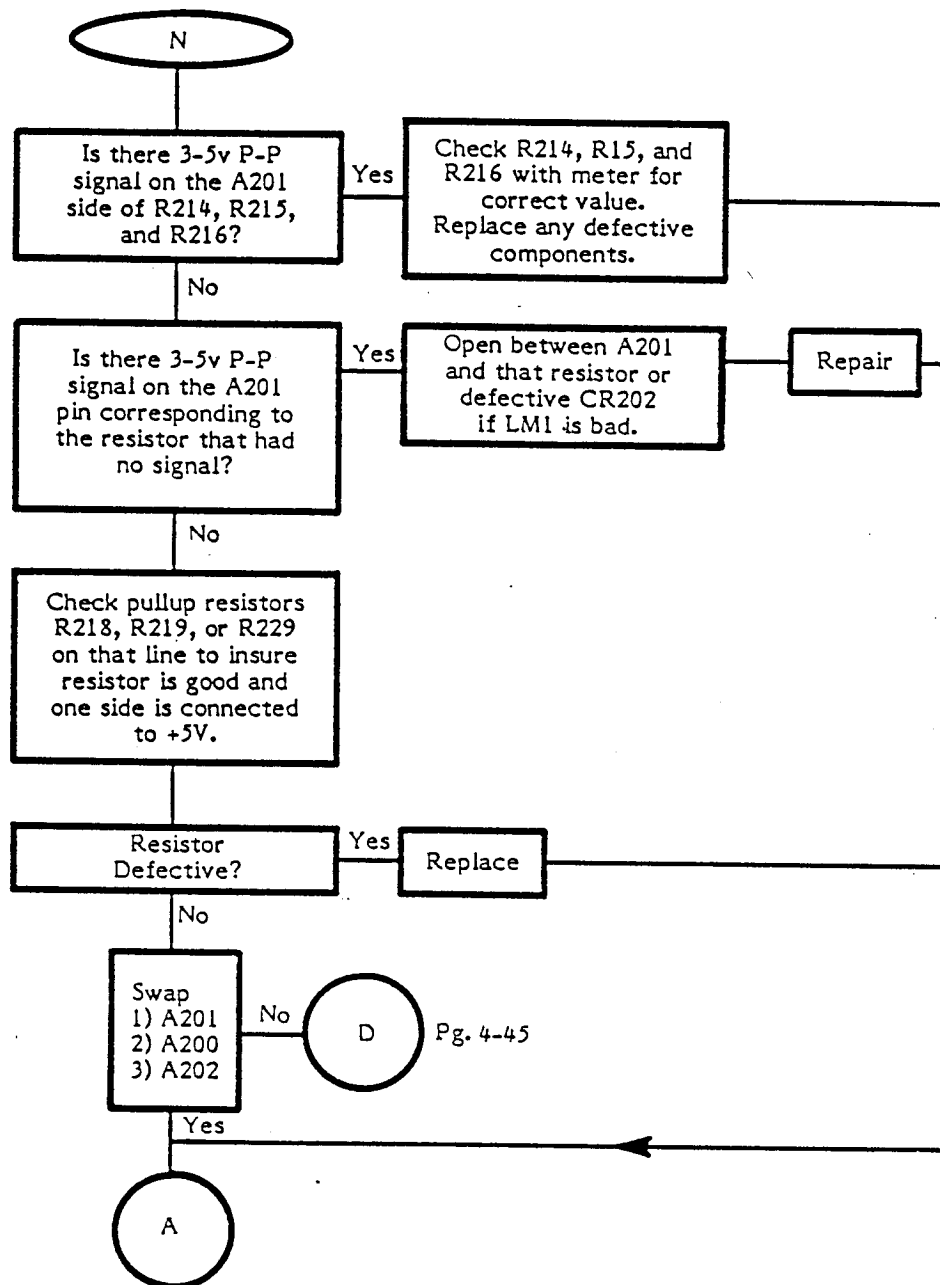 N
Is there 3-5v P-P
signal on the A201
side of R214, R215,
and R216?
Yes
Check R214, R15, and
R216 with meter for
correct value.
Replace any defective
components.
No
Is there 3-5v P-P
signal on the A201
pin corresponding to
the resistor that had
no signal?
Yes
Open between A201
and that resistor or
defective CR202
if LM1 is bad.
Repair
No
Check pullup resistors
R218, R219, or R229
on that line to insure
resistor is good and
one side is connected
to +5V.
Resistor
Defective?
Yes
Replace
No
Swap
1) A201
2) A200
3) A202
No
D
Pg. 4-45
Yes
A